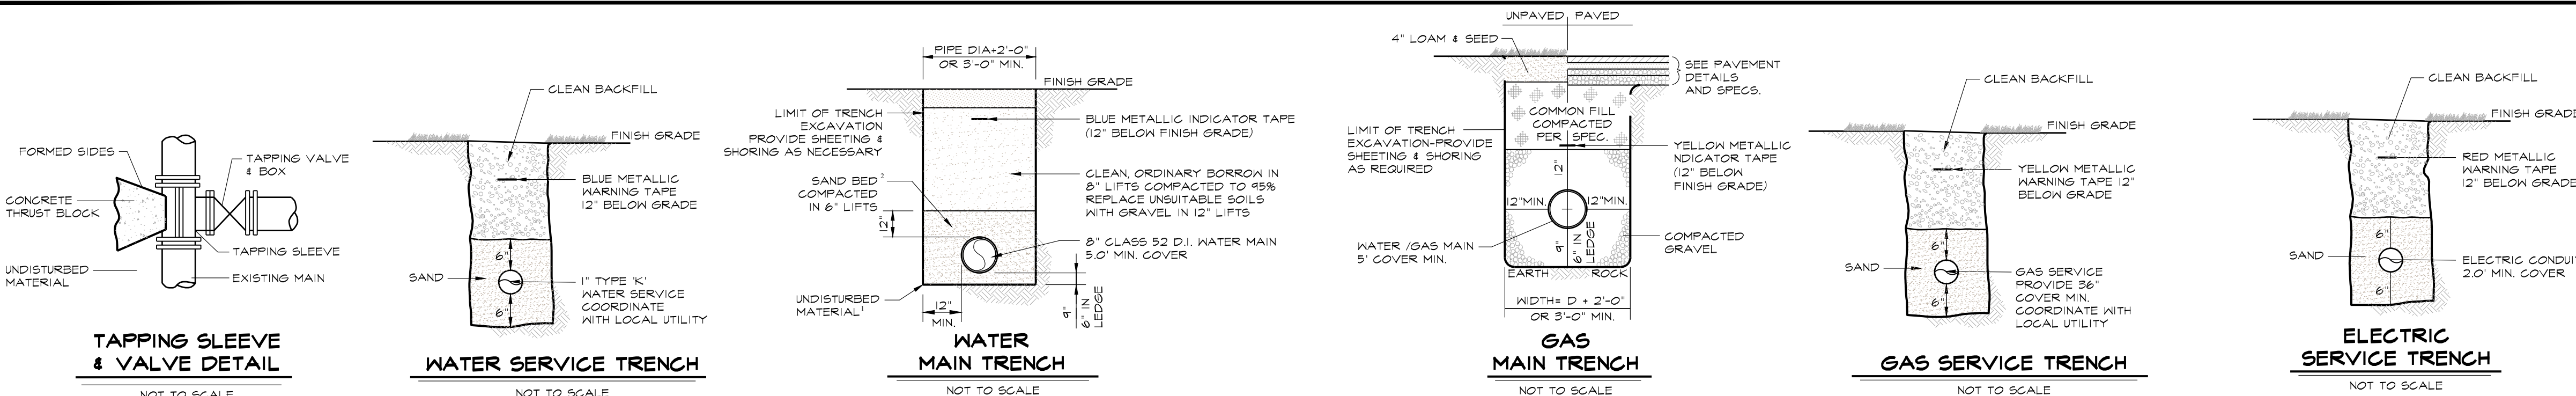 FORMED SIDES
CONCRETE
THRUST BLOCK
UNDISTURBED
MATERIAL
TAPPING VALVE
& BOX
TAPPING SLEEVE
EXISTING MAIN
TAPPING SLEEVE
& VALVE DETAIL
NOT TO SCALE
CLEAN BACKFILL
FINISH GRADE
BLUE METALLIC
WARNING TAPE
12" BELOW GRADE
SAND
6"
6"
1" TYPE 'K'
WATER SERVICE
COORDINATE
WITH LOCAL UTILITY
WATER SERVICE TRENCH
NOT TO SCALE
PIPE DIA+2'-0"
OR 3'-0" MIN.
FINISH GRADE
LIMIT OF TRENCH
EXCAVATION
PROVIDE SHEETING &
SHORING AS NECESSARY
BLUE METALLIC INDICATOR TAPE
(12" BELOW FINISH GRADE)
SAND BED 2
COMPACTED
IN 6" LIFTS
12"
CLEAN, ORDINARY BORROW IN
8" LIFTS COMPACTED TO 95%
REPLACE UNSUITABLE SOILS
WITH GRAVEL IN 12" LIFTS
8" CLASS 52 D.I. WATER MAIN
5.0' MIN. COVER
UNDISTURBED
MATERIAL 1
12"
MIN.
9"
6" IN
LEDGE
WATER
MAIN TRENCH
NOT TO SCALE
UNPAVED PAVED
4" LOAM & SEED
SEE PAVEMENT
DETAILS
AND SPECS.
COMMON FILL
COMPACTED
PER SPEC.
LIMIT OF TRENCH
EXCAVATION-PROVIDE
SHEETING & SHORING
AS REQUIRED
YELLOW METALLIC
NDICATOR TAPE
(12" BELOW
FINISH GRADE)
12"
12"MIN.
12"MIN.
9"
6" IN
LEDGE
WATER /GAS MAIN
5' COVER MIN.
COMPACTED
GRAVEL
EARTH
ROCK
WIDTH= D + 2'-0"
OR 3'-0" MIN.
GAS
MAIN TRENCH
NOT TO SCALE
CLEAN BACKFILL
FINISH GRADE
YELLOW METALLIC
WARNING TAPE 12"
BELOW GRADE
SAND
6"
6"
GAS SERVICE
PROVIDE 36"
COVER MIN.
COORDINATE WITH
LOCAL UTILITY
GAS SERVICE TRENCH
NOT TO SCALE
CLEAN BACKFILL
FINISH GRADE
RED METALLIC
WARNING TAPE
12" BELOW GRADE
SAND
6"
6"
ELECTRIC CONDUIT
2.0' MIN. COVER
ELECTRIC
SERVICE TRENCH
NOT TO SCALE